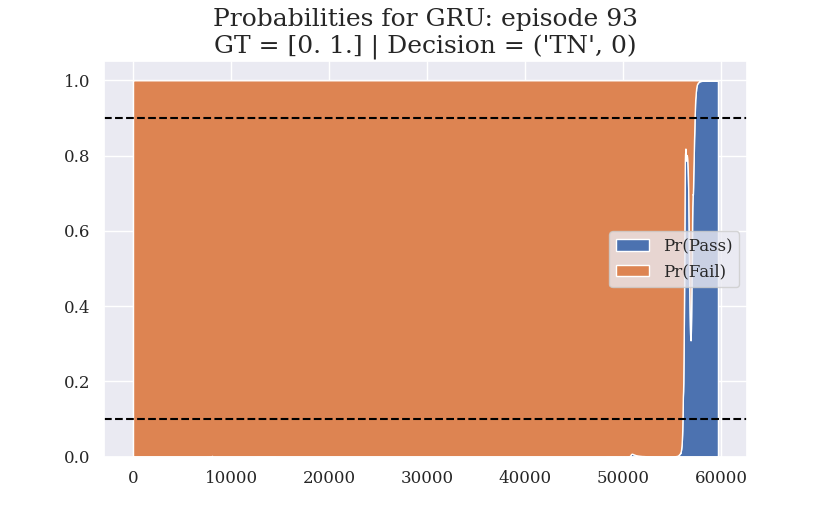 Probabilities for GRU: episode 93
GT = [0. 1.] | Decision = ('TN', 0)
1.0
0.8
0.6
0.4
0.2
0.0
Pr(Pass)
Pr(Fail)
0 10000 20000 30000 40000 50000 60000